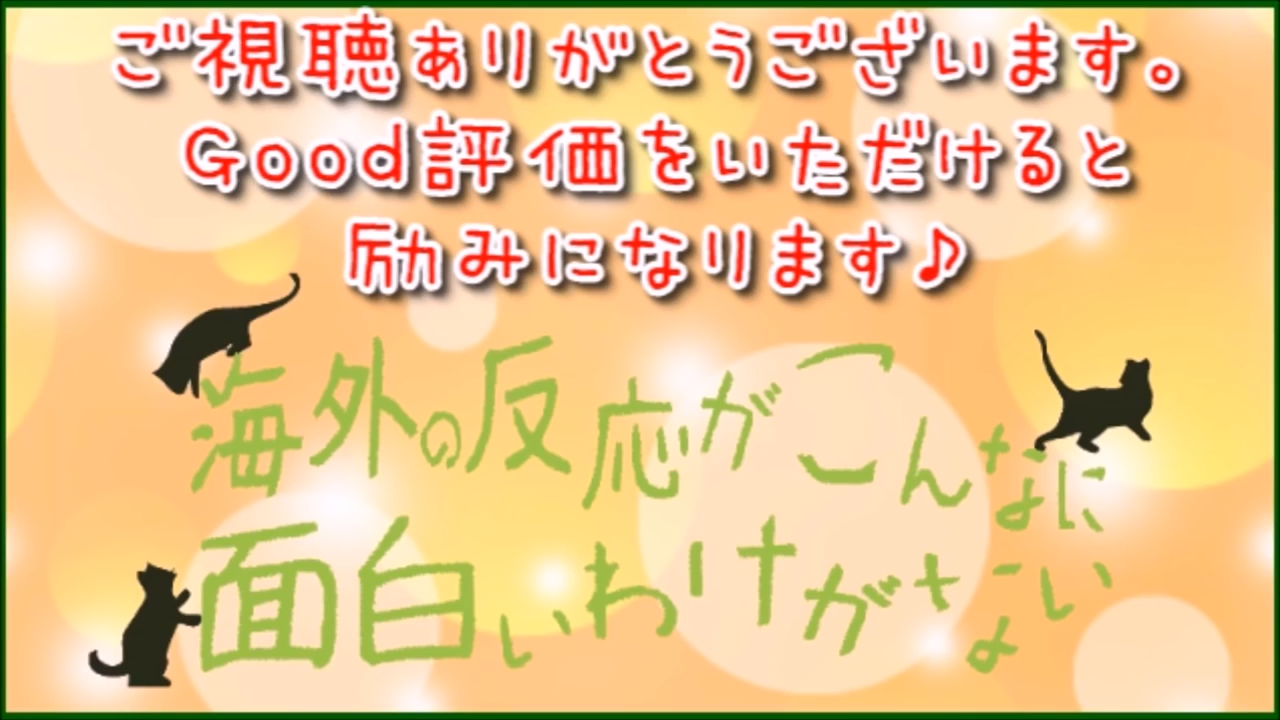 ご視聴ありがとうございます。
Good評価をいただけると
励みになります♪
海外の反応がこんなに
面白いわけがない